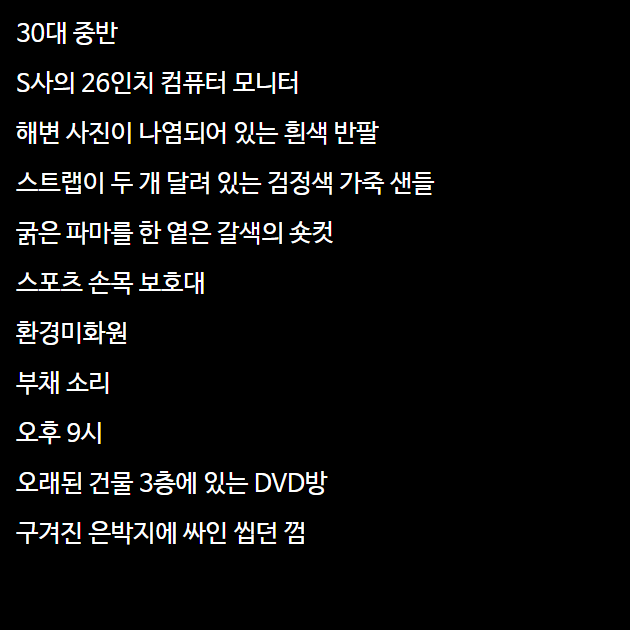 30대 중반
S사의 26인치 컴퓨터 모니터
해변 사진이 나염되어 있는 흰색 반팔
스트랩이 두 개 달려 있는 검정색 가죽 샌들
굵은 파마를 한 옅은 갈색의 숏컷
스포츠 손목 보호대
환경미화원
부채 소리
오후 9시
오래된 건물 3층에 있는 DVD방
구겨진 은박지에 싸인 씹던 껌